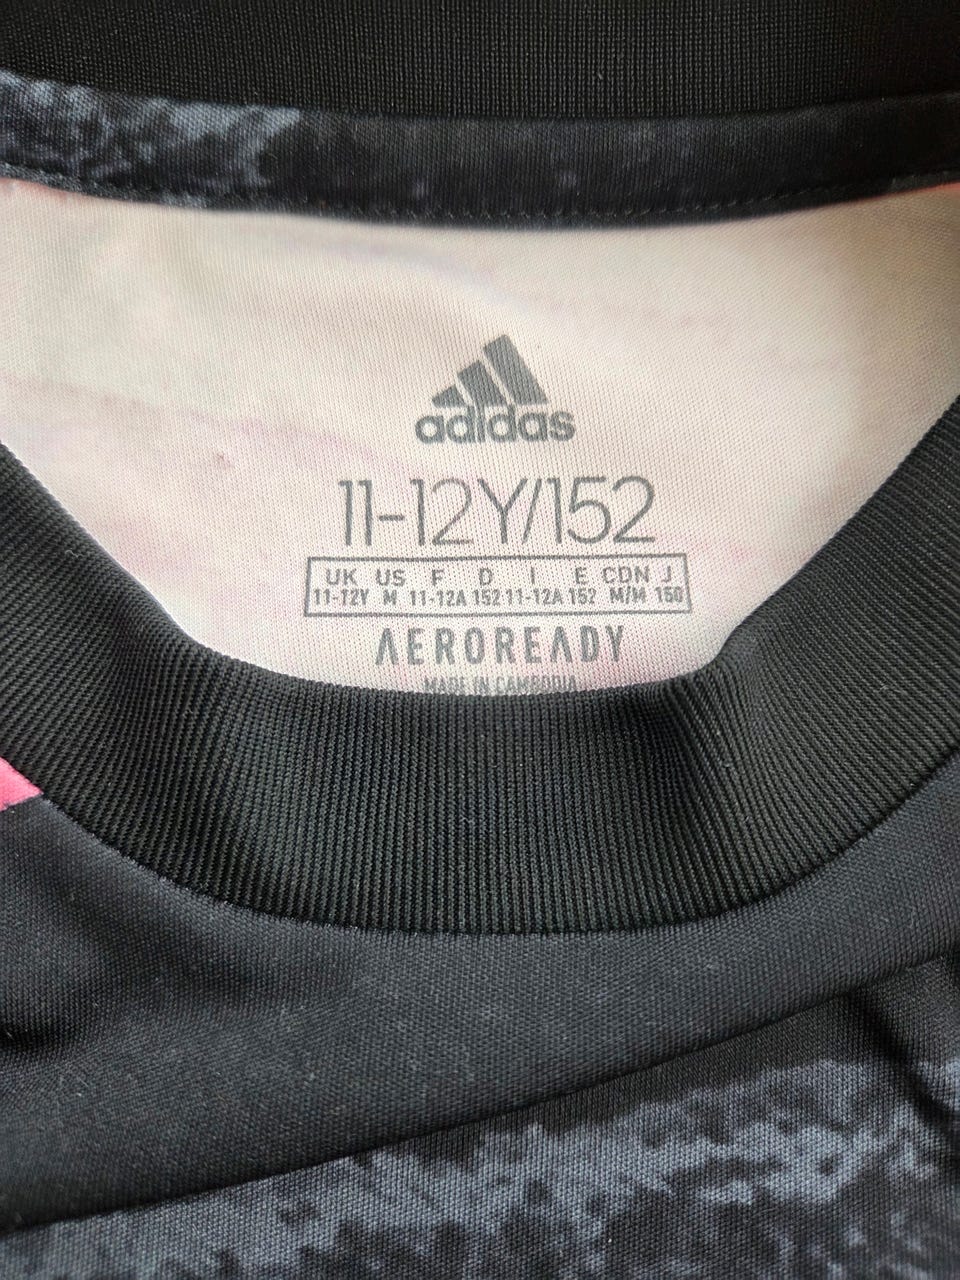 adidas
11-12Y/152
UK US F D I E CDN J
11-12Y M 11-12A 152 11-12A 152 M/M 150
AEROREADY
MADE IN CAMBODIA